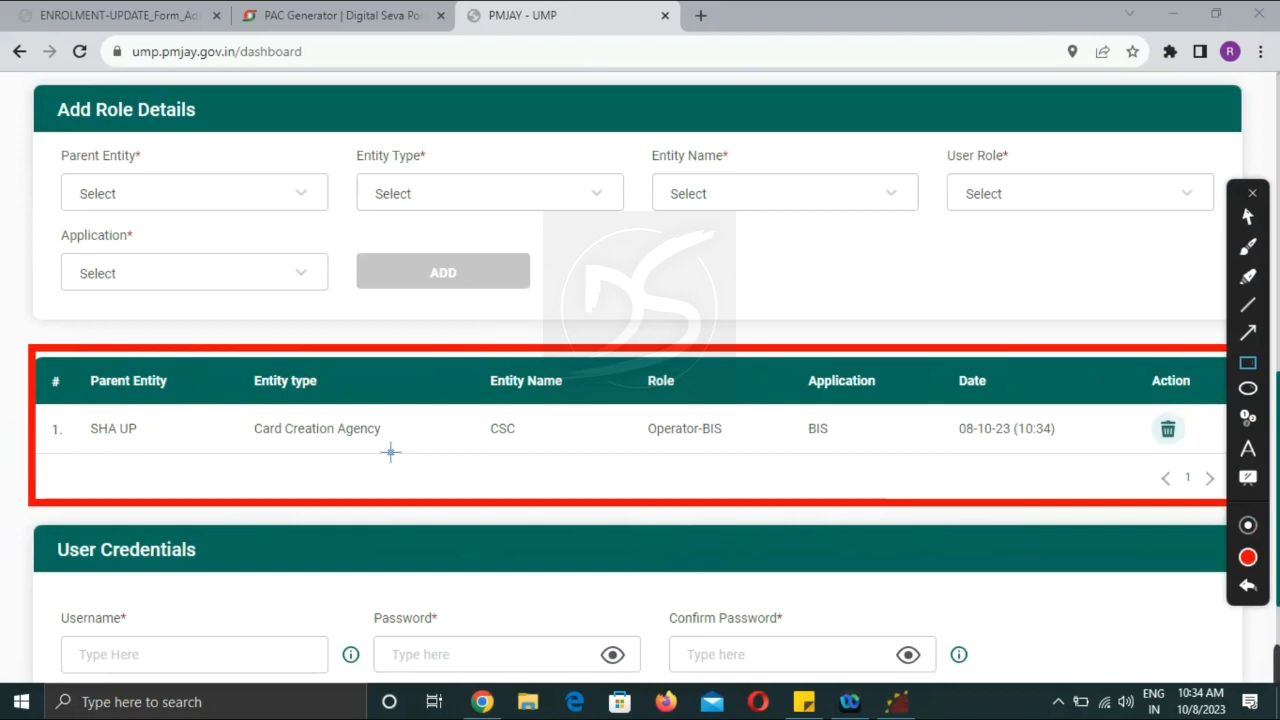 ENROLMENT-UPDATE_Form_Ad
PAC Generator | Digital Seva Po
PMJAY - UMP
ump.pmjay.gov.in/dashboard
R
Add Role Details
Parent Entity* Entity Type* Entity Name* User Role*
Select Select Select Select
Application*
Select ADD
DS
# Parent Entity Entity type Entity Name Role Application Date Action
1. SHA UP Card Creation Agency CSC Operator-BIS BIS 08-10-23 (10:34)
1
User Credentials
Username* Password* Confirm Password*
Type Here Type here Type here
A
Type here to search
ENG
IN
10:34 AM
10/8/2023